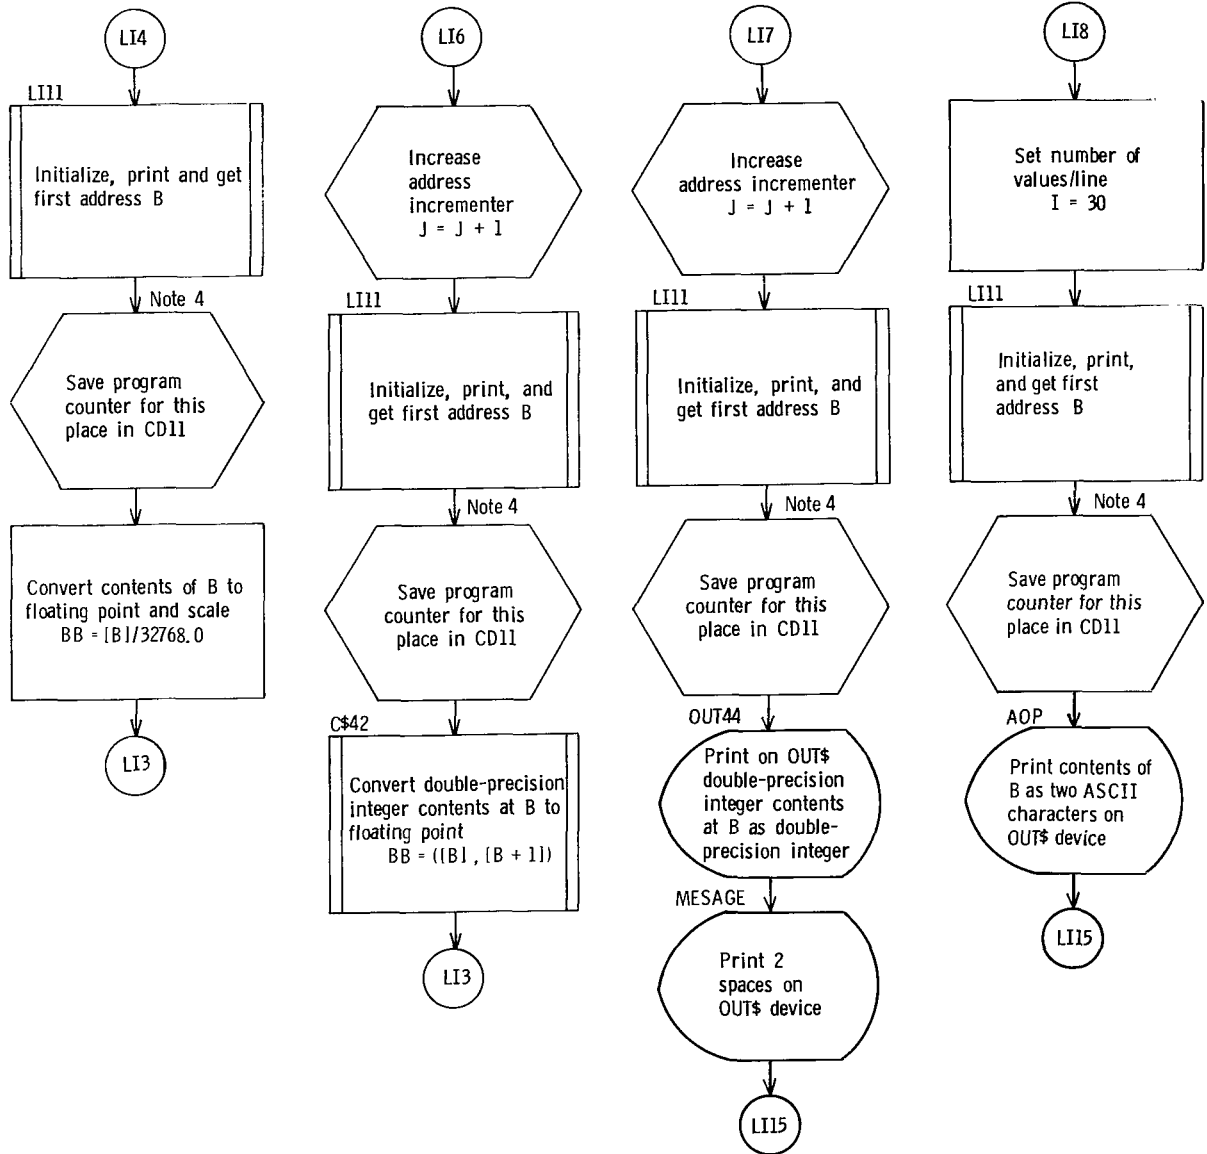 LI4
LI11
Initialize, print and get
first address B
Note 4
Save program
counter for this
place in CD11
Convert contents of B to
floating point and scale
BB = [B]/32768.0
LI3
LI6
Increase
address
incrementer
J = J + 1
LI11
Initialize, print, and
get first address B
Note 4
Save program
counter for this
place in CD11
C$42
Convert double-precision
integer contents at B to
floating point
BB = ([B], [B + 1])
LI3
LI7
Increase
address incrementer
J = J + 1
LI11
Initialize, print, and
get first address B
Note 4
Save program
counter for this
place in CD11
OUT44
Print on OUT$
double-precision
integer contents
at B as double-
precision integer
MESAGE
Print 2
spaces on
OUT$ device
LI15
LI8
Set number of
values/line
I = 30
LI11
Initialize, print,
and get first
address B
Note 4
Save program
counter for this
place in CD11
AOP
Print contents of
B as two ASCII
characters on
OUT$ device
LI15